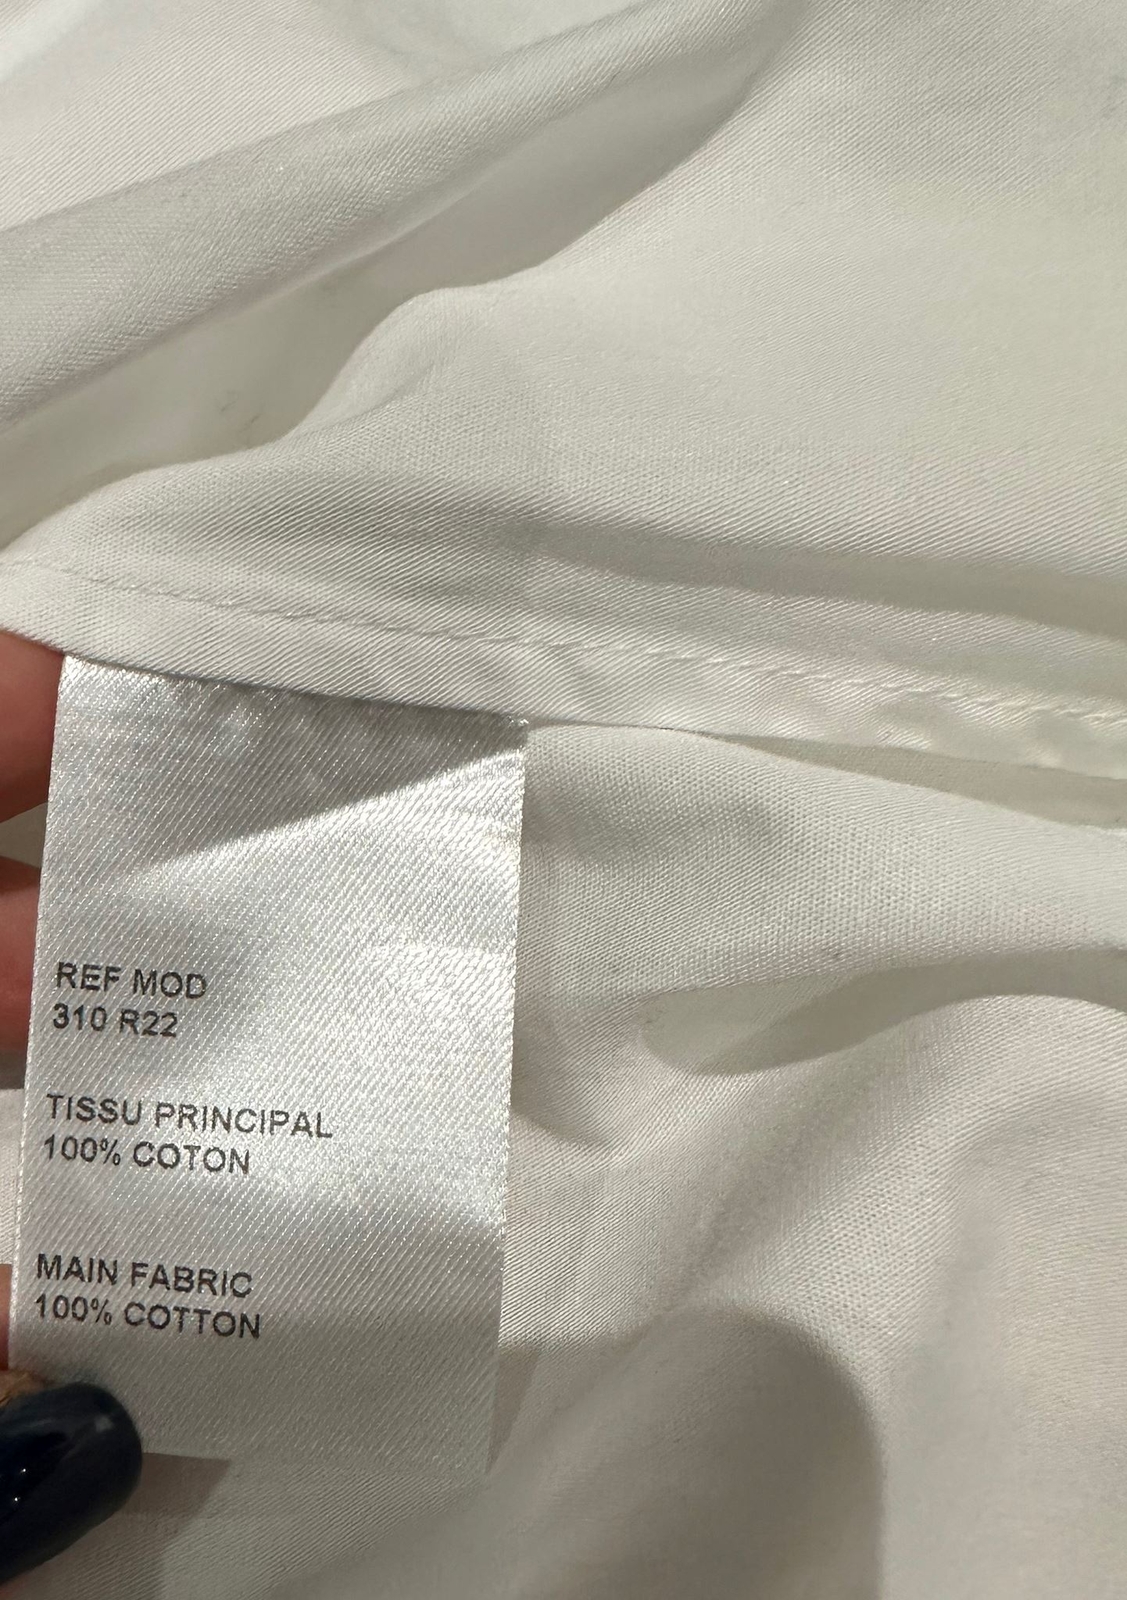 REF MOD
310 R22
TISSU PRINCIPAL
100% COTON
MAIN FABRIC
100% COTTON